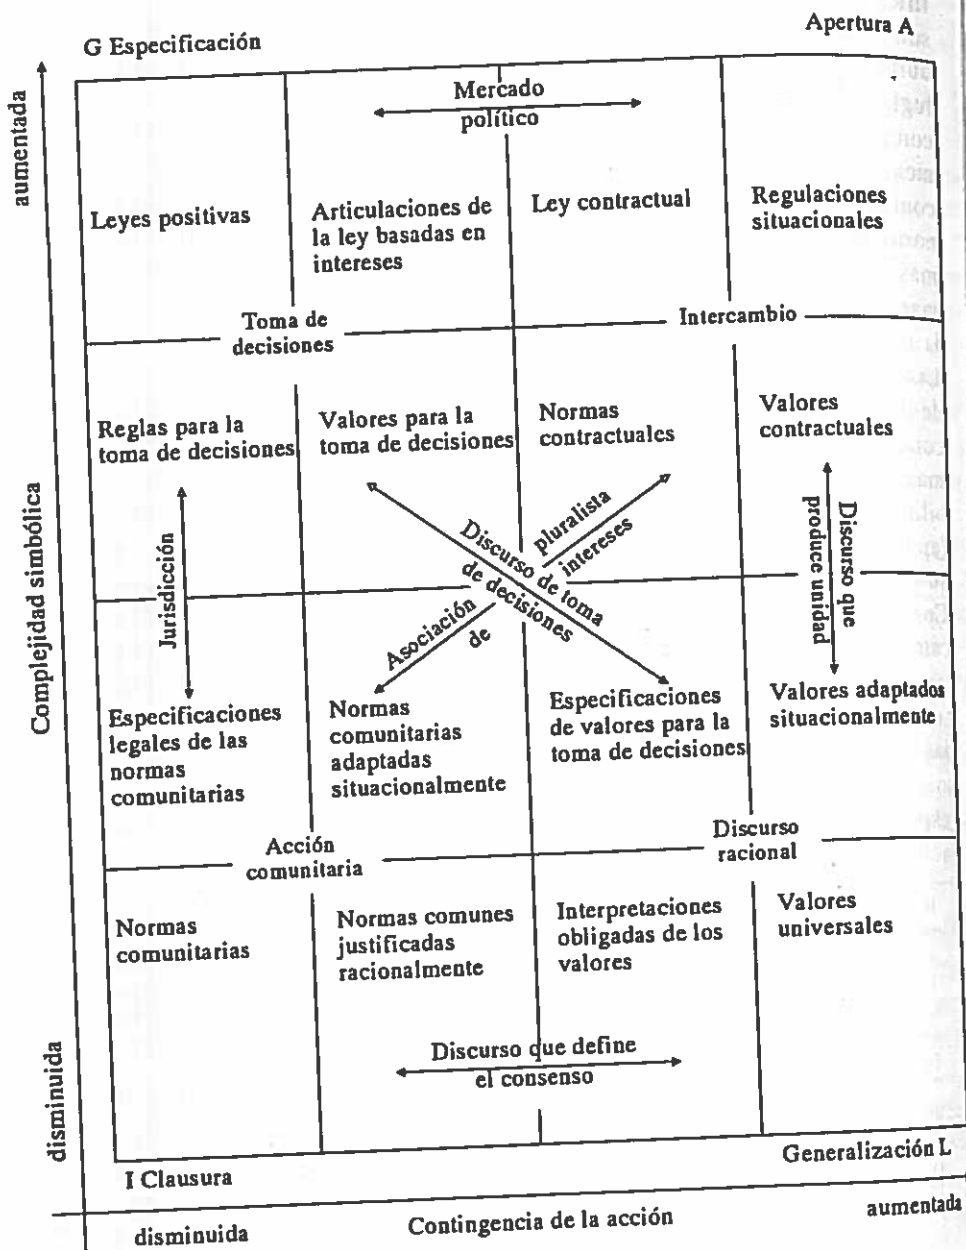 G Especificación
Apertura A
aumentada
Mercado
político
Leyes positivas
Articulaciones de
la ley basadas en
intereses
Ley contractual
Regulaciones
situacionales
Toma de
decisiones
Intercambio
Reglas para la
toma de decisiones
Valores para la
toma de decisiones
Normas
contractuales
Valores
contractuales
Complejidad simbólica
Jurisdicción
Discurso de toma
de decisiones
pluralista
intereses
Asociación
de
Discurso que
produce unidad
Especificaciones
legales de las
normas
comunitarias
Normas
comunitarias
adaptadas
situacionalmente
Especificaciones
de valores para la
toma de decisiones
Valores adaptados
situacionalmente
Acción
comunitaria
Discurso
racional
Normas
comunitarias
Normas comunes
justificadas
racionalmente
Interpretaciones
obligadas de los
valores
Valores
universales
Discurso que define
el consenso
disminuida
I Clausura
Generalización L
disminuida
Contingencia de la acción
aumentada